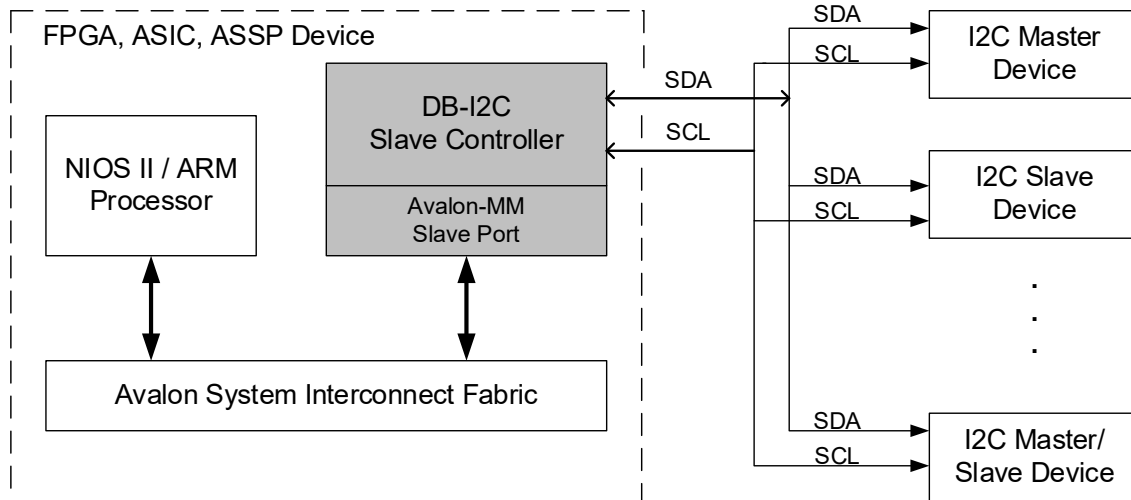 FPGA, ASIC, ASSP Device
DB-I2C
Slave Controller
Avalon-MM
Slave Port
NIOS II / ARM
Processor
Avalon System Interconnect Fabric
SDA
SCL
SDA
SCL
I2C Master
Device
SDA
SCL
I2C Slave
Device
.
.
.
SDA
SCL
I2C Master/
Slave Device